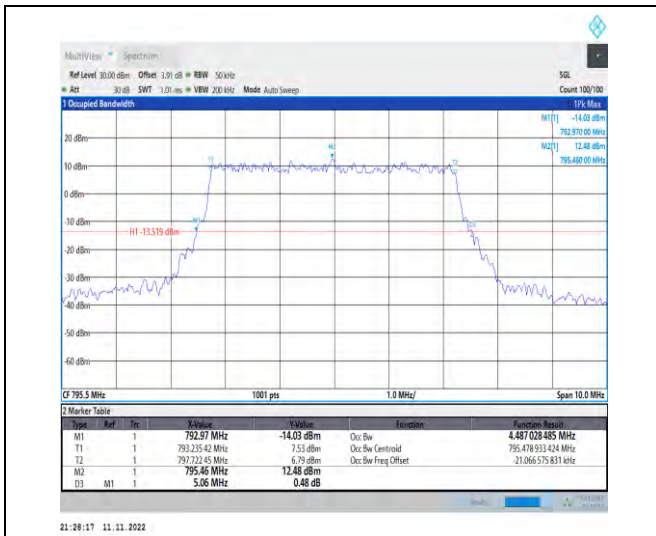 MultiView Spectrum
Ref Level 30.00 dBm Offset 3.91 dB RBW 50 kHz SGL
Att 30 dB SWT 1.01 ms VBW 200 kHz Mode Auto Sweep Count 100/100
1 Occupied Bandwidth 1Pk Max
M1[1] -14.03 dBm
792.97000 MHz
M2[1] 12.48 dBm
795.46000 MHz
20 dBm
10 dBm
0 dBm
-10 dBm
H1 -13.519 dBm
-20 dBm
-30 dBm
-40 dBm
-50 dBm
-60 dBm
M1
T1
M2
T2
D3
CF 795.5 MHz 1001 pts 1.0 MHz/ Span 10.0 MHz
2 Marker Table
Type Ref Trc X-Value Y-Value Function Function Result
M1 1 792.97 MHz -14.03 dBm Occ Bw 4.487 028 485 MHz
T1 1 793.235 42 MHz 7.53 dBm Occ Bw Centroid 795.478 933 424 MHz
T2 1 797.722 45 MHz 6.79 dBm Occ Bw Freq Offset -21.066 575 831 kHz
M2 1 795.46 MHz 12.48 dBm
D3 M1 1 5.06 MHz 0.48 dB
21:28:17 11.11.2022